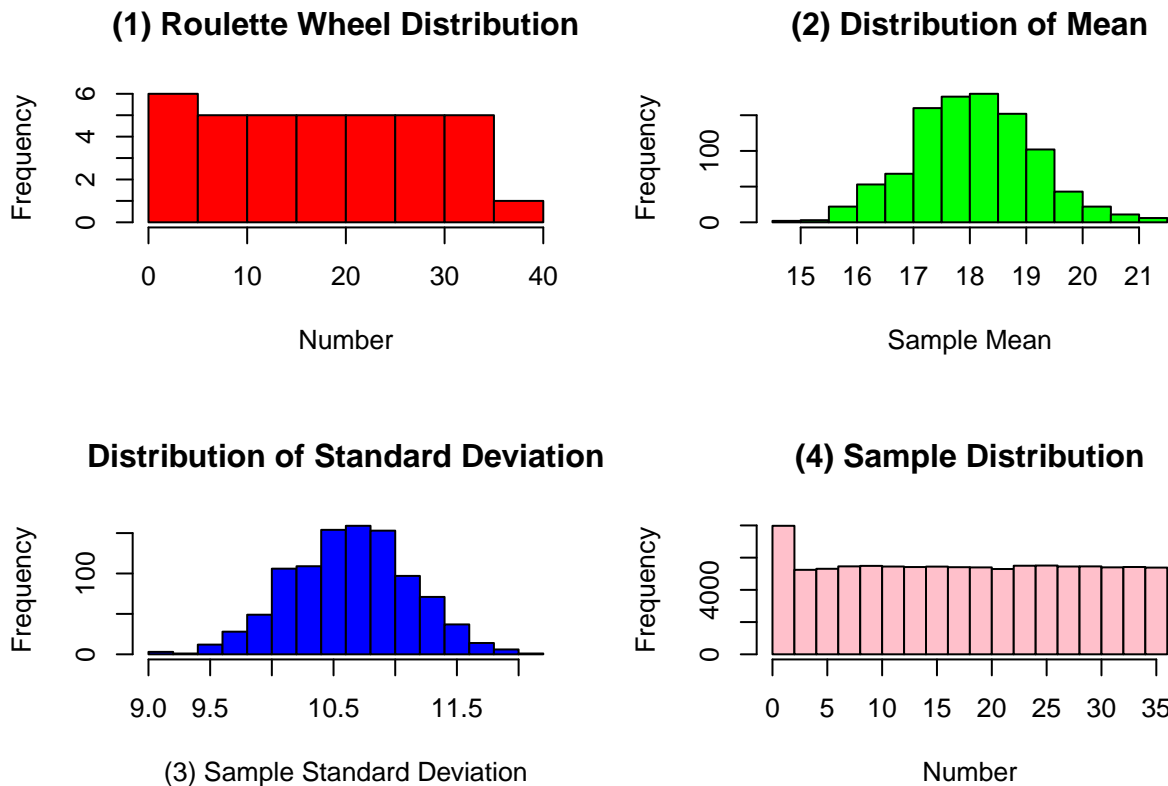 (1) Roulette Wheel Distribution
Frequency
0 2 4 6
0 10 20 30 40
Number
(2) Distribution of Mean
Frequency
0 100
15 16 17 18 19 20 21
Sample Mean
Distribution of Standard Deviation
Frequency
0 100
9.0 9.5 10.5 11.5
(3) Sample Standard Deviation
(4) Sample Distribution
Frequency
0 4000
0 5 10 15 20 25 30 35
Number